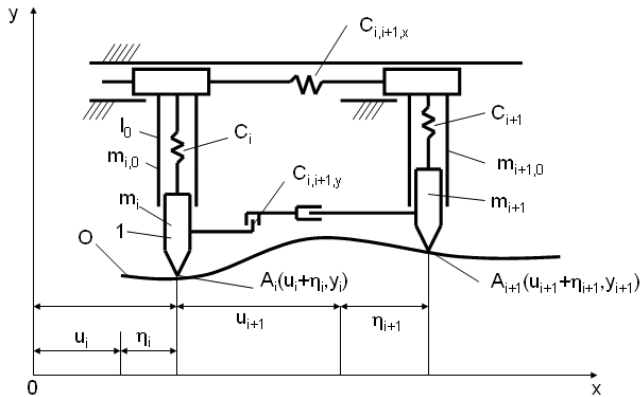 y
C_{i,i+1,x}
C_i
C_{i+1}
l_0
m_{i,0}
m_{i+1,0}
C_{i,i+1,y}
m_i
m_{i+1}
1
O
A_i(u_i+η_i,y_i)
A_{i+1}(u_{i+1}+η_{i+1},y_{i+1})
u_{i+1}
η_{i+1}
u_i
η_i
0
x